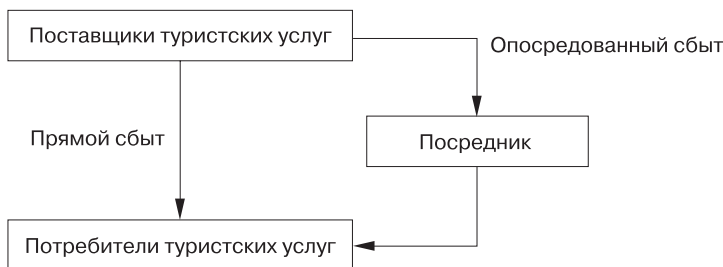 Поставщики туристских услуг
Опосредованный сбыт
Прямой сбыт
Посредник
Потребители туристских услуг